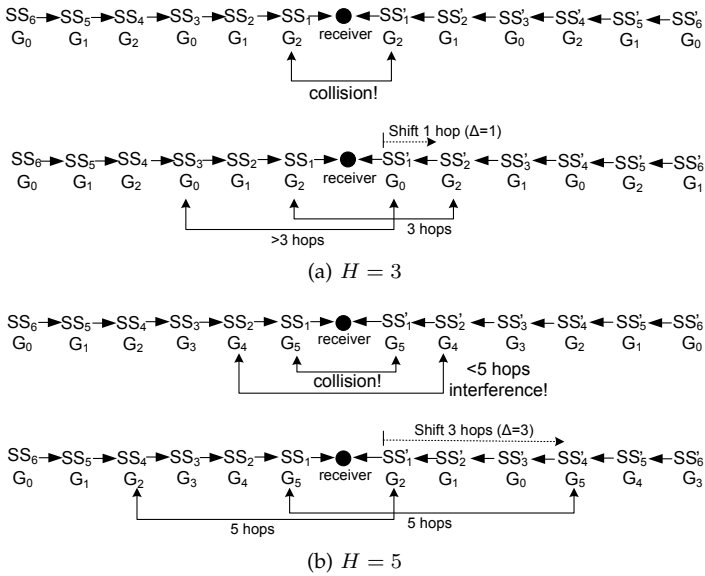 SS6 SS5 SS4 SS3 SS2 SS1 SS'1 SS'2 SS'3 SS'4 SS'5 SS'6
receiver
G0 G1 G2 G0 G1 G2 G2 G1 G0 G2 G1 G0
collision!
Shift 1 hop (Δ=1)
SS6 SS5 SS4 SS3 SS2 SS1 SS'1 SS'2 SS'3 SS'4 SS'5 SS'6
receiver
G0 G1 G2 G0 G1 G2 G0 G2 G1 G0 G2 G1
3 hops
>3 hops
(a) H = 3
SS6 SS5 SS4 SS3 SS2 SS1 SS'1 SS'2 SS'3 SS'4 SS'5 SS'6
receiver
G0 G1 G2 G3 G4 G5 G5 G4 G3 G2 G1 G0
<5 hops
collision!
interference!
Shift 3 hops (Δ=3)
SS6 SS5 SS4 SS3 SS2 SS1 SS'1 SS'2 SS'3 SS'4 SS'5 SS'6
receiver
G0 G1 G2 G3 G4 G5 G2 G1 G0 G5 G4 G3
5 hops
5 hops
(b) H = 5